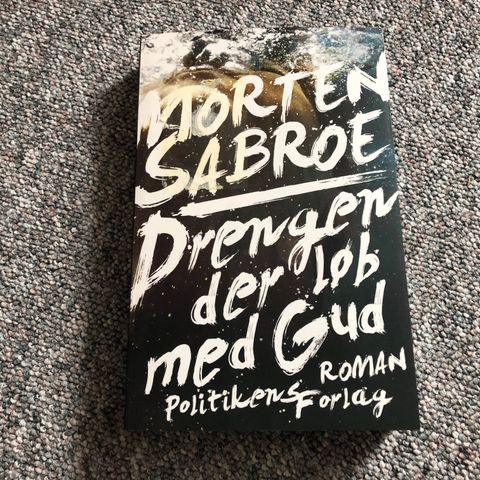 MORTEN
SABROE
Drengen
der løb
med Gud
ROMAN
Politikens Forlag